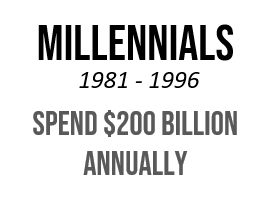 MILLENNIALS
1981 - 1996
SPEND $200 BILLION
ANNUALLY